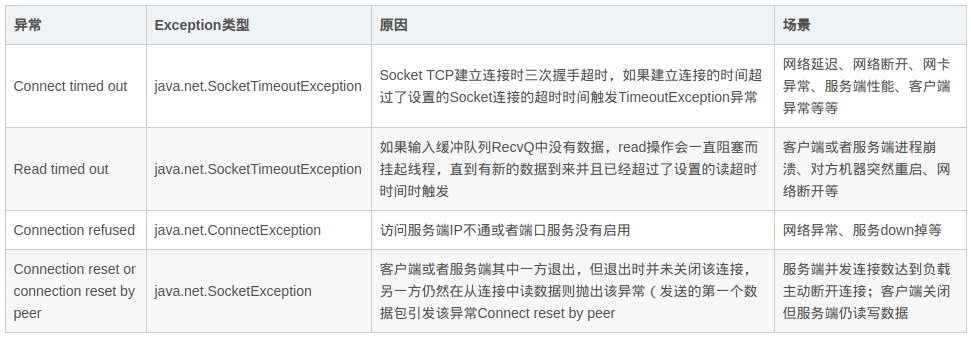 异常 Exception类型 原因 场景
Connect timed out
java.net.SocketTimeoutException
Socket TCP建立连接时三次握手超时，如果建立连接的时间超
过了设置的Socket连接的超时时间触发TimeoutException异常
网络延迟、网络断开、网卡
异常、服务端性能、客户端
异常等等
Read timed out
java.net.SocketTimeoutException
如果输入缓冲队列RecvQ中没有数据，read操作会一直阻塞而
挂起线程，直到有新的数据到来并且已经超过了设置的读超时
时间时触发
客户端或者服务端进程崩
溃、对方机器突然重启、网
络断开等
Connection refused
java.net.ConnectException
访问服务端IP不通或者端口服务没有启用
网络异常、服务down掉等
Connection reset or
connection reset by
peer
java.net.SocketException
客户端或者服务端其中一方退出，但退出时并未关闭该连接，
另一方仍然在从连接中读数据则抛出该异常（发送的第一个数
据包引发该异常Connect reset by peer
服务端并发连接数达到负载
主动断开连接；客户端关闭
但服务端仍读写数据